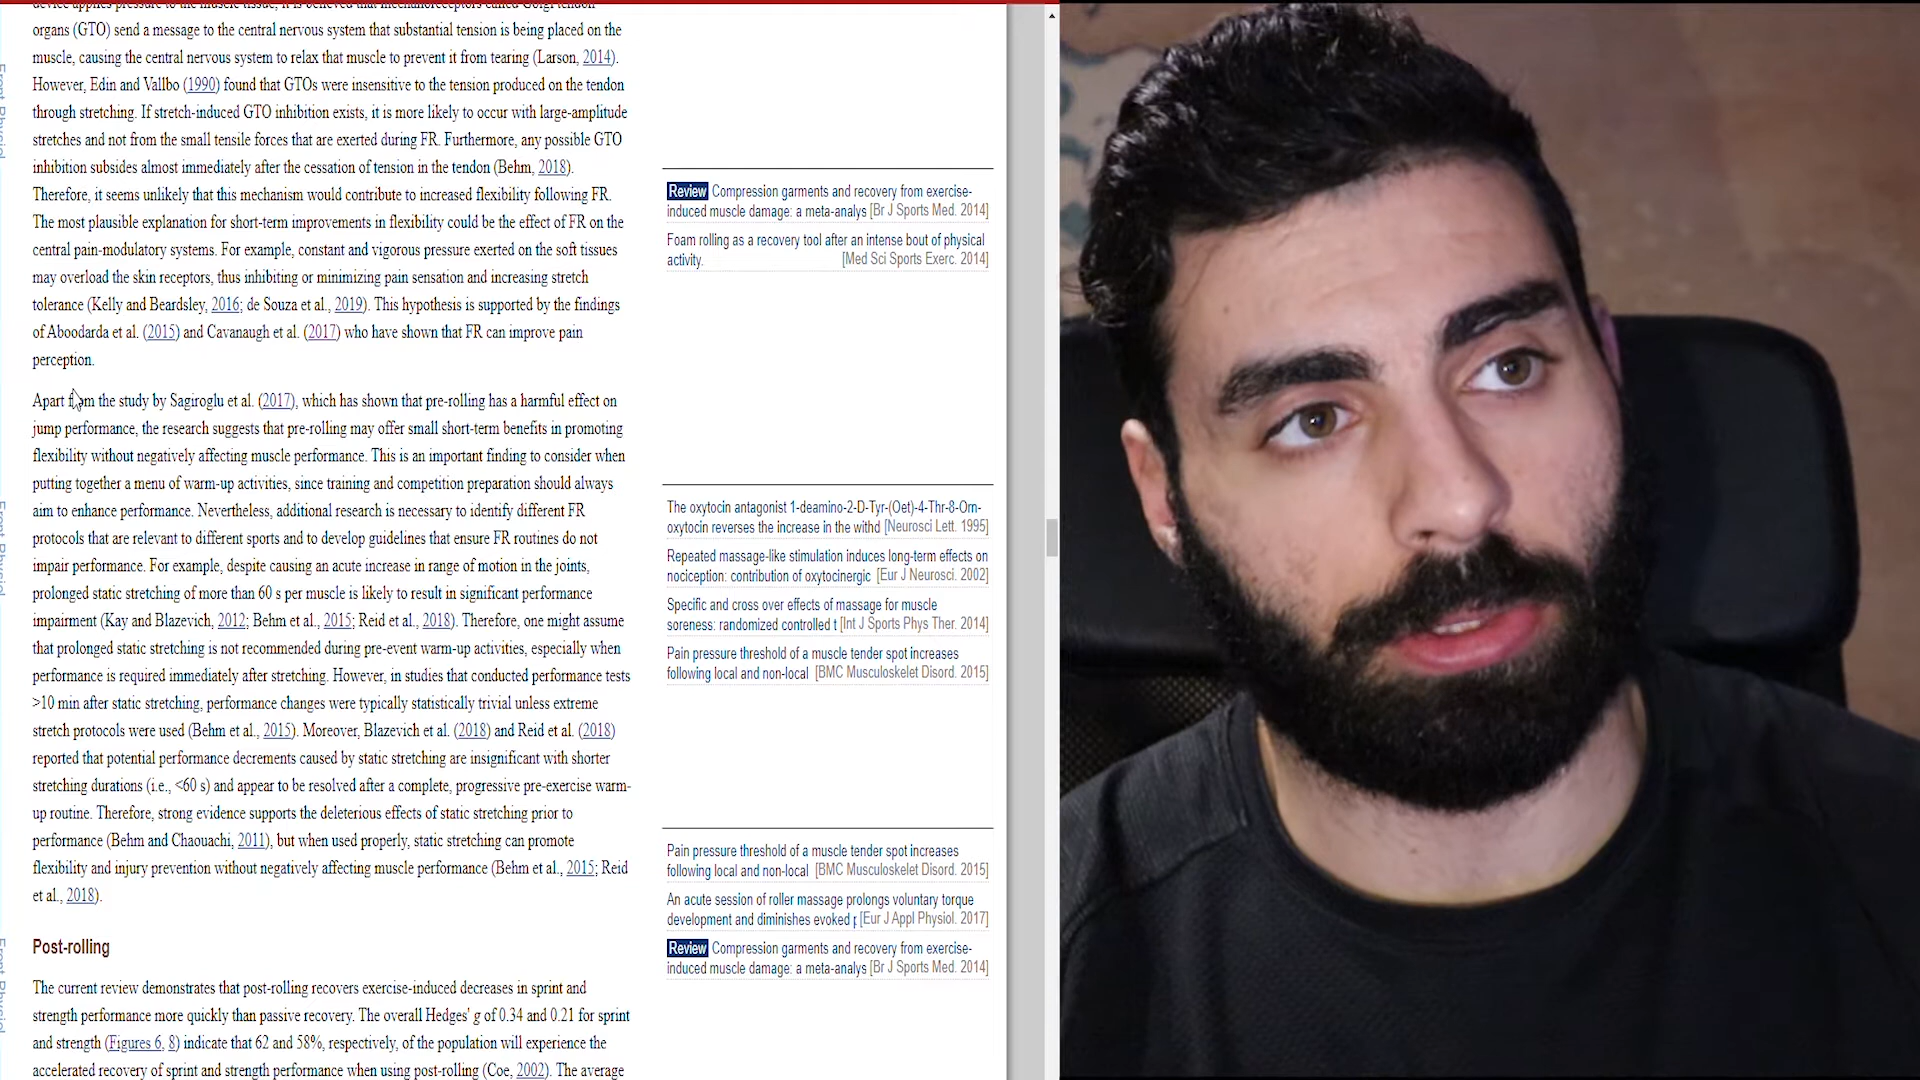 device applies pressure to the muscle tissue, it is believed that mechanoreceptors called Golgi tendon
organs (GTO) send a message to the central nervous system that substantial tension is being placed on the
muscle, causing the central nervous system to relax that muscle to prevent it from tearing (Larson, 2014).
However, Edin and Vallbo (1990) found that GTOs were insensitive to the tension produced on the tendon
through stretching. If stretch-induced GTO inhibition exists, it is more likely to occur with large-amplitude
stretches and not from the small tensile forces that are exerted during FR. Furthermore, any possible GTO
inhibition subsides almost immediately after the cessation of tension in the tendon (Behm, 2018).
Therefore, it seems unlikely that this mechanism would contribute to increased flexibility following FR.
The most plausible explanation for short-term improvements in flexibility could be the effect of FR on the
central pain-modulatory systems. For example, constant and vigorous pressure exerted on the soft tissues
may overload the skin receptors, thus inhibiting or minimizing pain sensation and increasing stretch
tolerance (Kelly and Beardsley, 2016; de Souza et al., 2019). This hypothesis is supported by the findings
of Aboodarda et al. (2015) and Cavanaugh et al. (2017) who have shown that FR can improve pain
perception.
Apart from the study by Sagiroglu et al. (2017), which has shown that pre-rolling has a harmful effect on
jump performance, the research suggests that pre-rolling may offer small short-term benefits in promoting
flexibility without negatively affecting muscle performance. This is an important finding to consider when
putting together a menu of warm-up activities, since training and competition preparation should always
aim to enhance performance. Nevertheless, additional research is necessary to identify different FR
protocols that are relevant to different sports and to develop guidelines that ensure FR routines do not
impair performance. For example, despite causing an acute increase in range of motion in the joints,
prolonged static stretching of more than 60 s per muscle is likely to result in significant performance
impairment (Kay and Blazevich, 2012; Behm et al., 2015; Reid et al., 2018). Therefore, one might assume
that prolonged static stretching is not recommended during pre-event warm-up activities, especially when
performance is required immediately after stretching. However, in studies that conducted performance tests
>10 min after static stretching, performance changes were typically statistically trivial unless extreme
stretch protocols were used (Behm et al., 2015). Moreover, Blazevich et al. (2018) and Reid et al. (2018)
reported that potential performance decrements caused by static stretching are insignificant with shorter
stretching durations (i.e., <60 s) and appear to be resolved after a complete, progressive pre-exercise warm-
up routine. Therefore, strong evidence supports the deleterious effects of static stretching prior to
performance (Behm and Chaouachi, 2011), but when used properly, static stretching can promote
flexibility and injury prevention without negatively affecting muscle performance (Behm et al., 2015; Reid
et al., 2018).
Post-rolling
The current review demonstrates that post-rolling recovers exercise-induced decreases in sprint and
strength performance more quickly than passive recovery. The overall Hedges' g of 0.34 and 0.21 for sprint
and strength (Figures 6, 8) indicate that 62 and 58%, respectively, of the population will experience the
accelerated recovery of sprint and strength performance when using post-rolling (Coe, 2002). The average
Review Compression garments and recovery from exercise-
induced muscle damage: a meta-analys [Br J Sports Med. 2014]
Foam rolling as a recovery tool after an intense bout of physical
activity. [Med Sci Sports Exerc. 2014]
The oxytocin antagonist 1-deamino-2-D-Tyr-(Oet)-4-Thr-8-Orn-
oxytocin reverses the increase in the withd [Neurosci Lett. 1995]
Repeated massage-like stimulation induces long-term effects on
nociception: contribution of oxytocinergic [Eur J Neurosci. 2002]
Specific and cross over effects of massage for muscle
soreness: randomized controlled t [Int J Sports Phys Ther. 2014]
Pain pressure threshold of a muscle tender spot increases
following local and non-local [BMC Musculoskelet Disord. 2015]
Pain pressure threshold of a muscle tender spot increases
following local and non-local [BMC Musculoskelet Disord. 2015]
An acute session of roller massage prolongs voluntary torque
development and diminishes evoked [Eur J Appl Physiol. 2017]
Review Compression garments and recovery from exercise-
induced muscle damage: a meta-analys [Br J Sports Med. 2014]